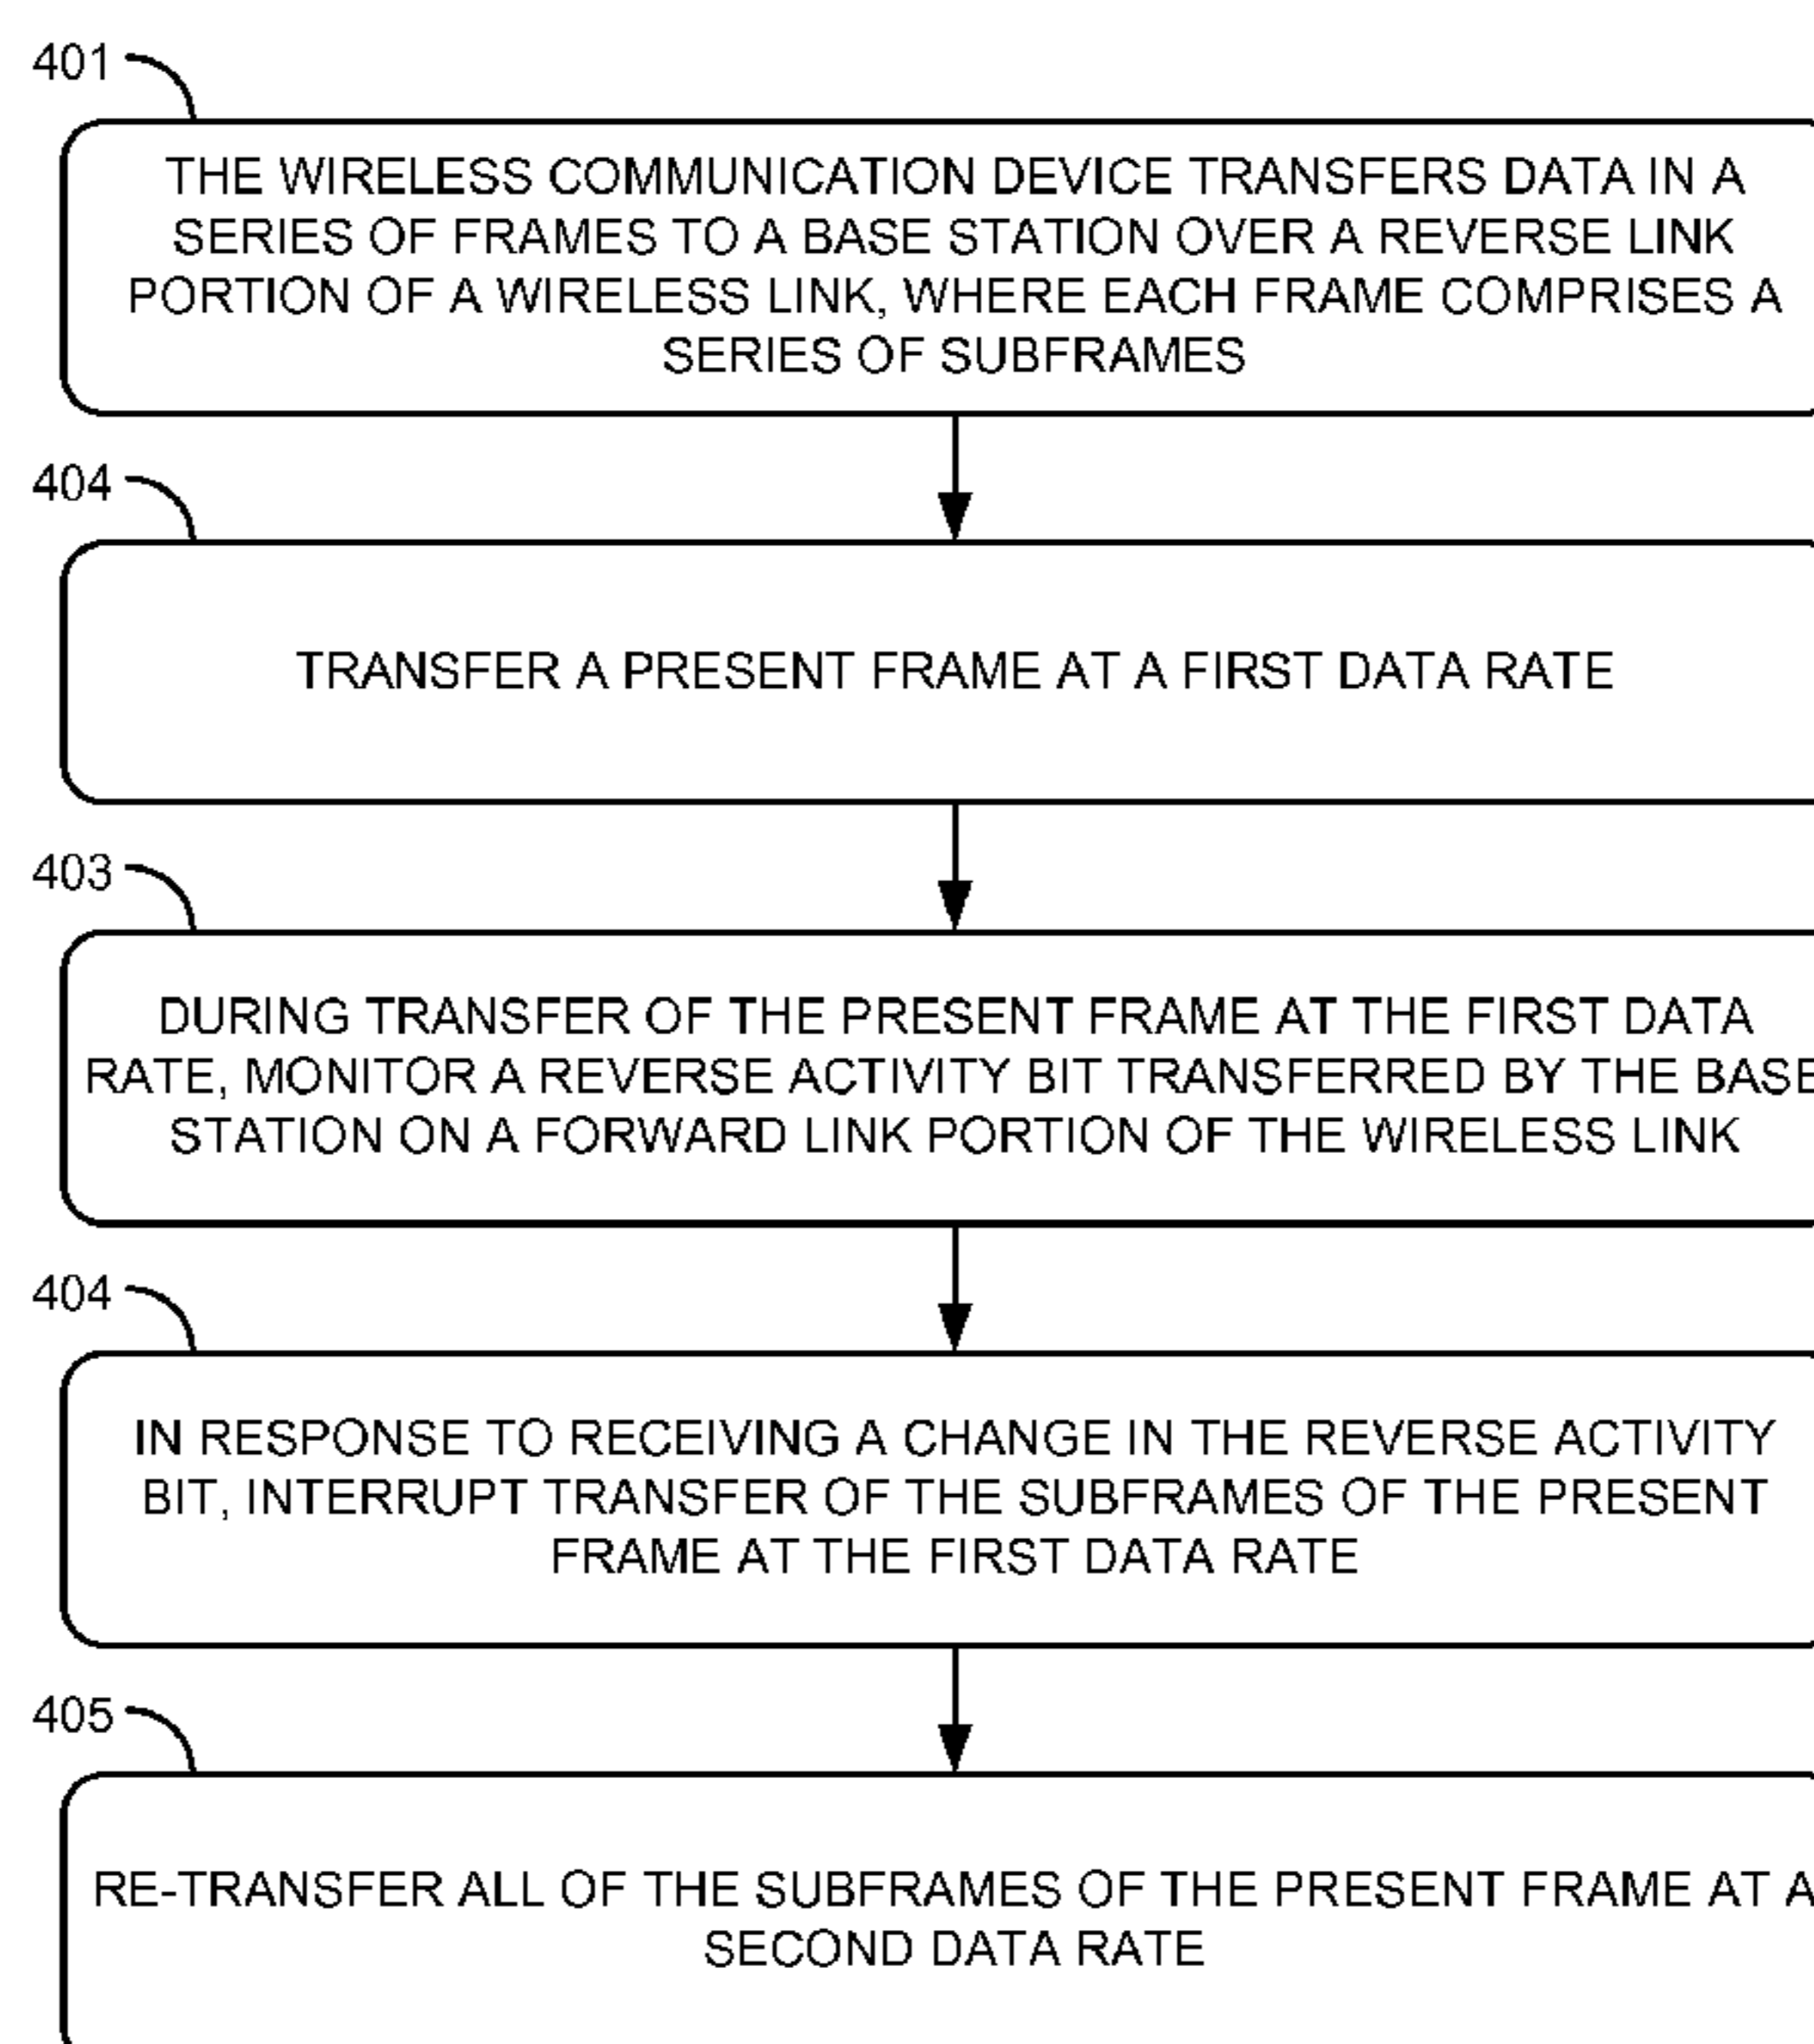 401
THE WIRELESS COMMUNICATION DEVICE TRANSFERS DATA IN A
SERIES OF FRAMES TO A BASE STATION OVER A REVERSE LINK
PORTION OF A WIRELESS LINK, WHERE EACH FRAME COMPRISES A
SERIES OF SUBFRAMES
404
TRANSFER A PRESENT FRAME AT A FIRST DATA RATE
403
DURING TRANSFER OF THE PRESENT FRAME AT THE FIRST DATA
RATE, MONITOR A REVERSE ACTIVITY BIT TRANSFERRED BY THE BASE
STATION ON A FORWARD LINK PORTION OF THE WIRELESS LINK
404
IN RESPONSE TO RECEIVING A CHANGE IN THE REVERSE ACTIVITY
BIT, INTERRUPT TRANSFER OF THE SUBFRAMES OF THE PRESENT
FRAME AT THE FIRST DATA RATE
405
RE-TRANSFER ALL OF THE SUBFRAMES OF THE PRESENT FRAME AT A
SECOND DATA RATE